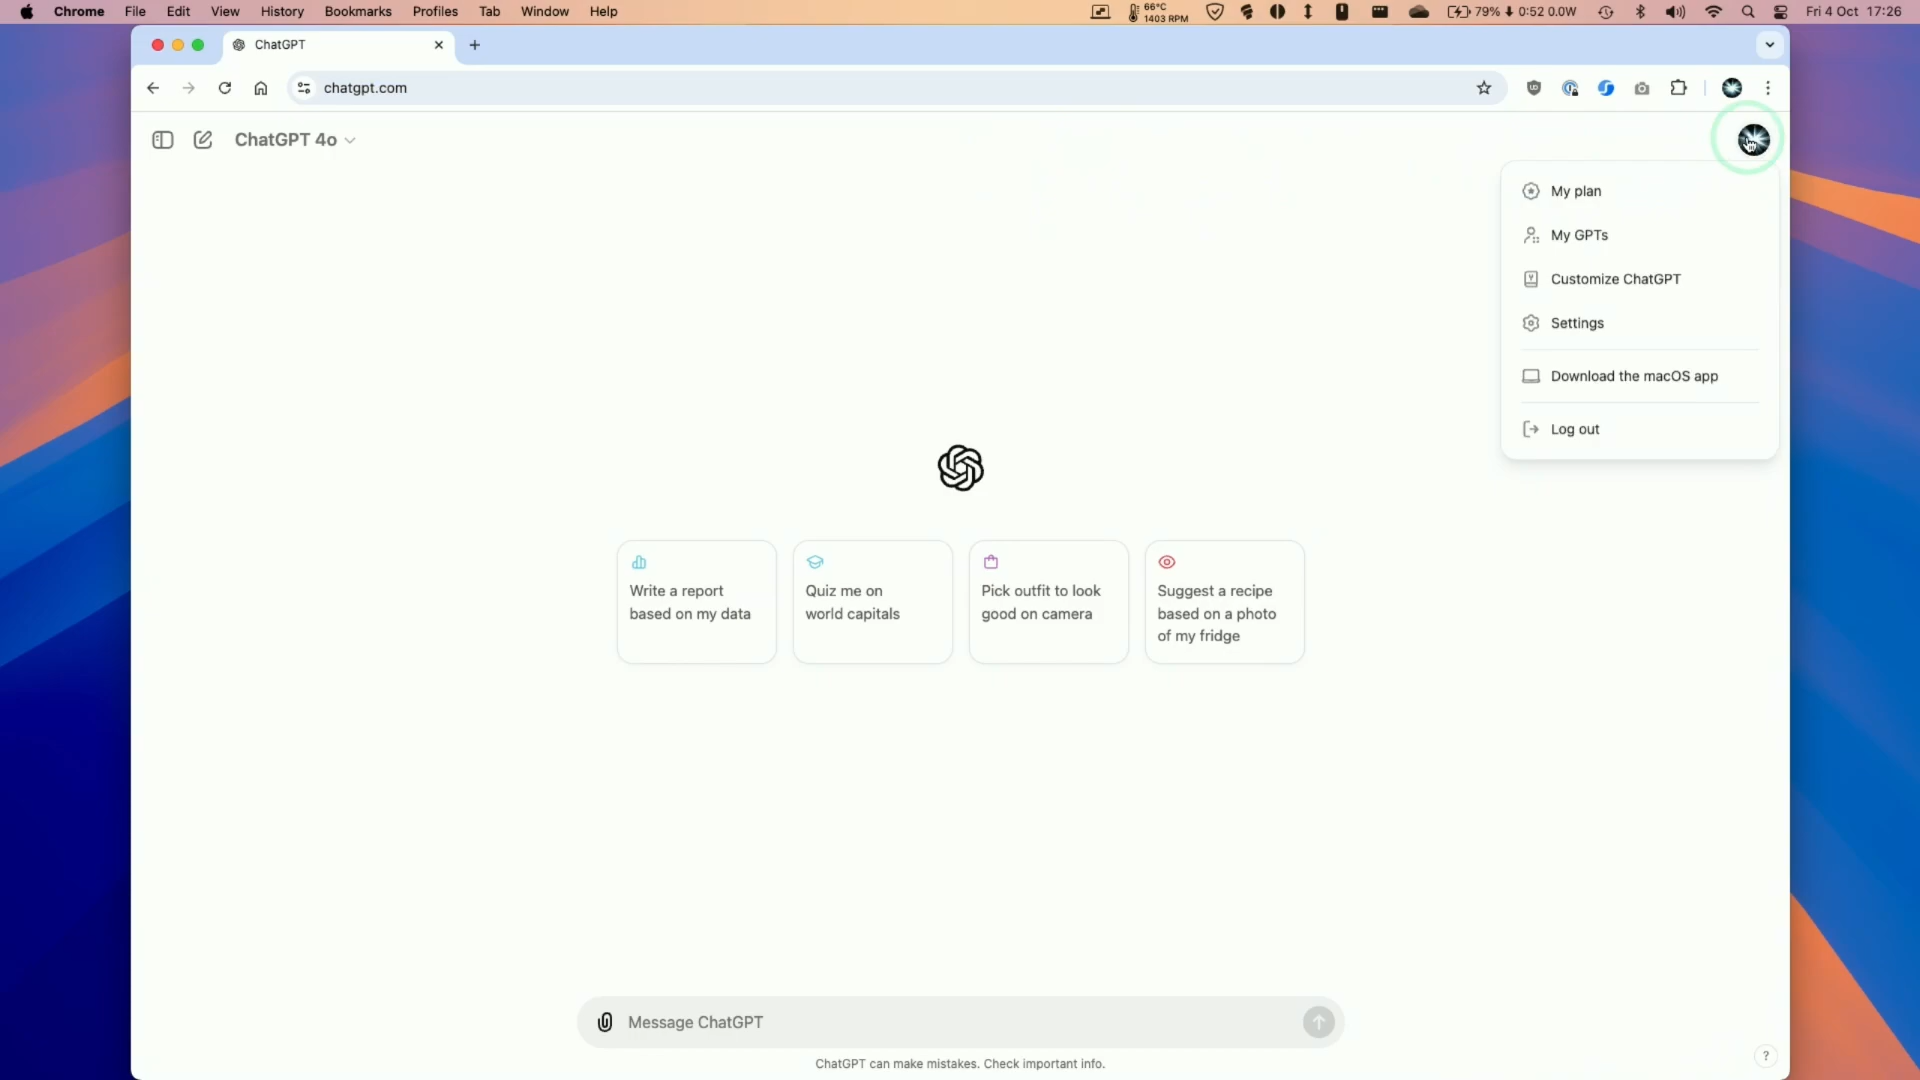 Chrome File Edit View History Bookmarks Profiles Tab Window Help 66°C 1403 RPM 79% 0:52 0.0W Fri 4 Oct 17:26
ChatGPT
chatgpt.com
ChatGPT 4o
My plan
My GPTs
Customize ChatGPT
Settings
Download the macOS app
Log out
Write a report
based on my data
Quiz me on
world capitals
Pick outfit to look
good on camera
Suggest a recipe
based on a photo
of my fridge
Message ChatGPT
ChatGPT can make mistakes. Check important info.
?